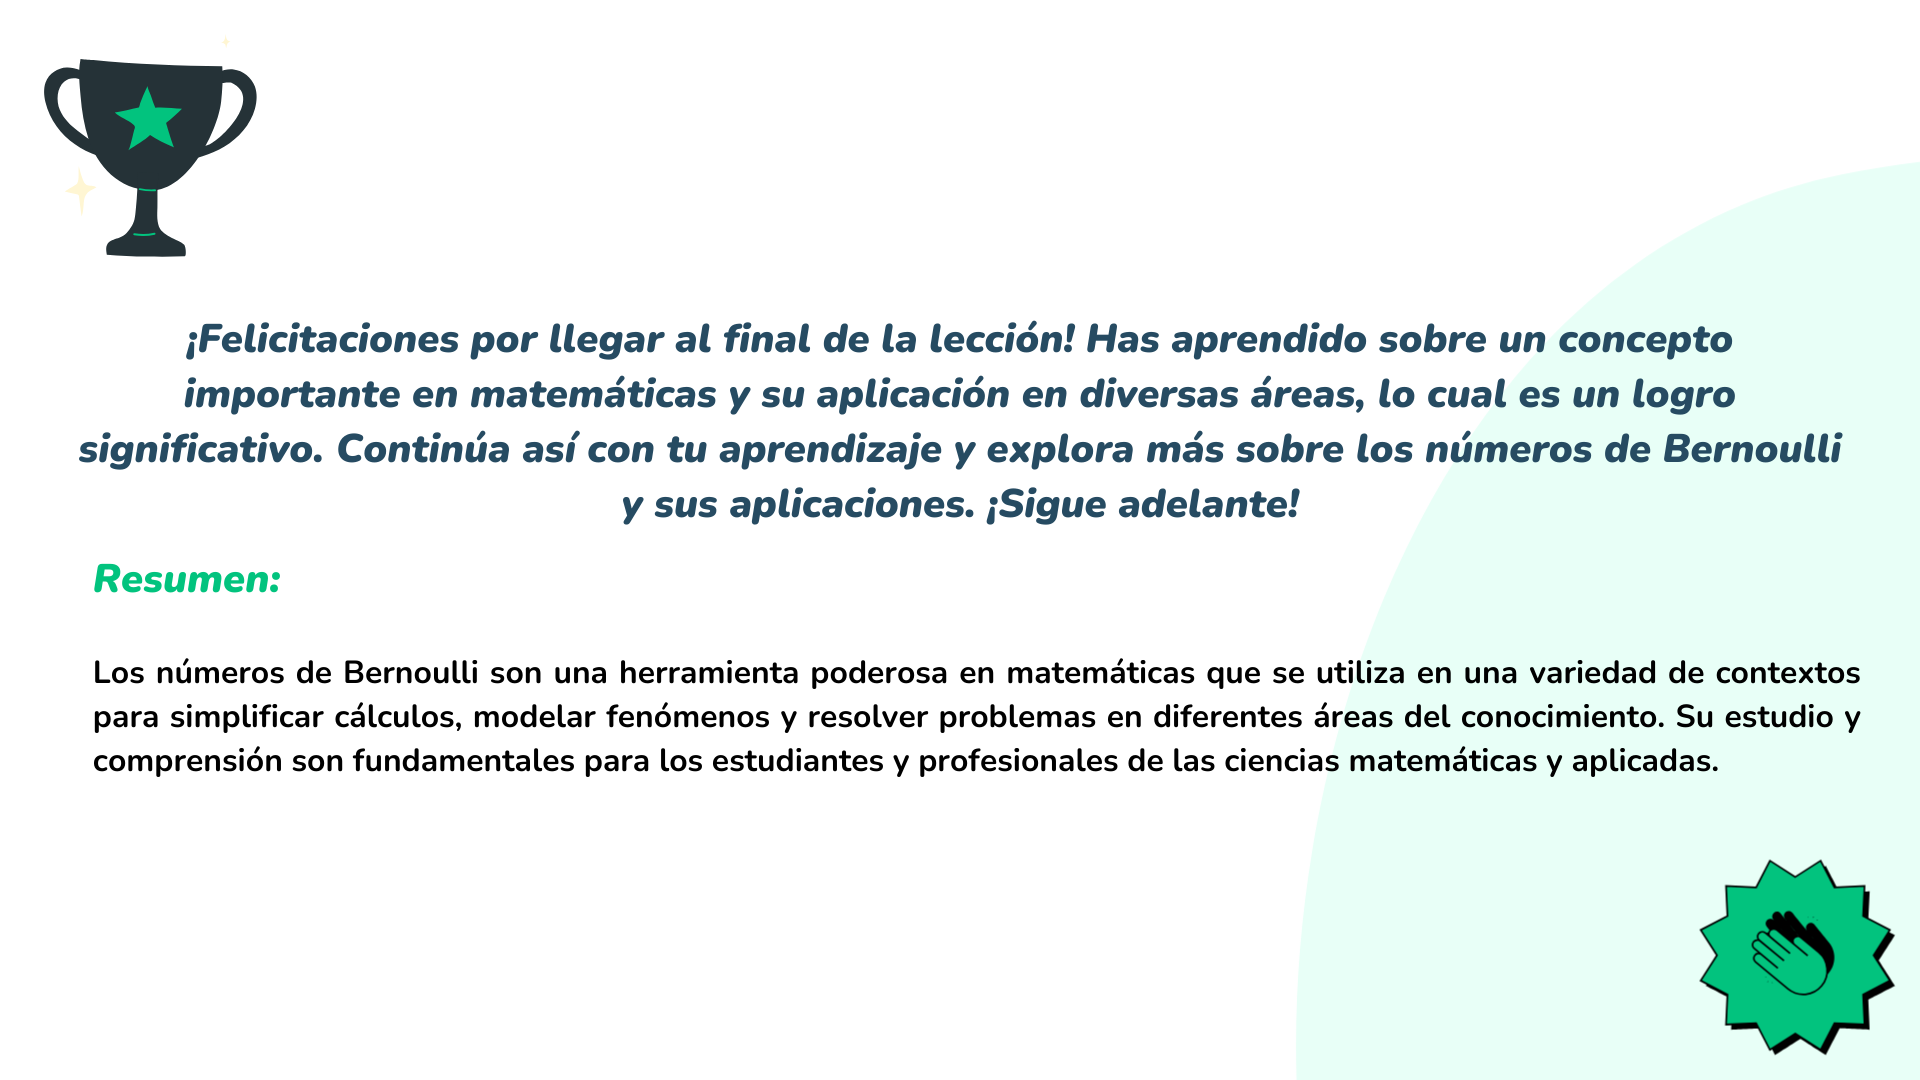 ¡Felicitaciones por llegar al final de la lección! Has aprendido sobre un concepto
importante en matemáticas y su aplicación en diversas áreas, lo cual es un logro
significativo. Continúa así con tu aprendizaje y explora más sobre los números de Bernoulli
y sus aplicaciones. ¡Sigue adelante!
Resumen:
Los números de Bernoulli son una herramienta poderosa en matemáticas que se utiliza en una variedad de contextos
para simplificar cálculos, modelar fenómenos y resolver problemas en diferentes áreas del conocimiento. Su estudio y
comprensión son fundamentales para los estudiantes y profesionales de las ciencias matemáticas y aplicadas.